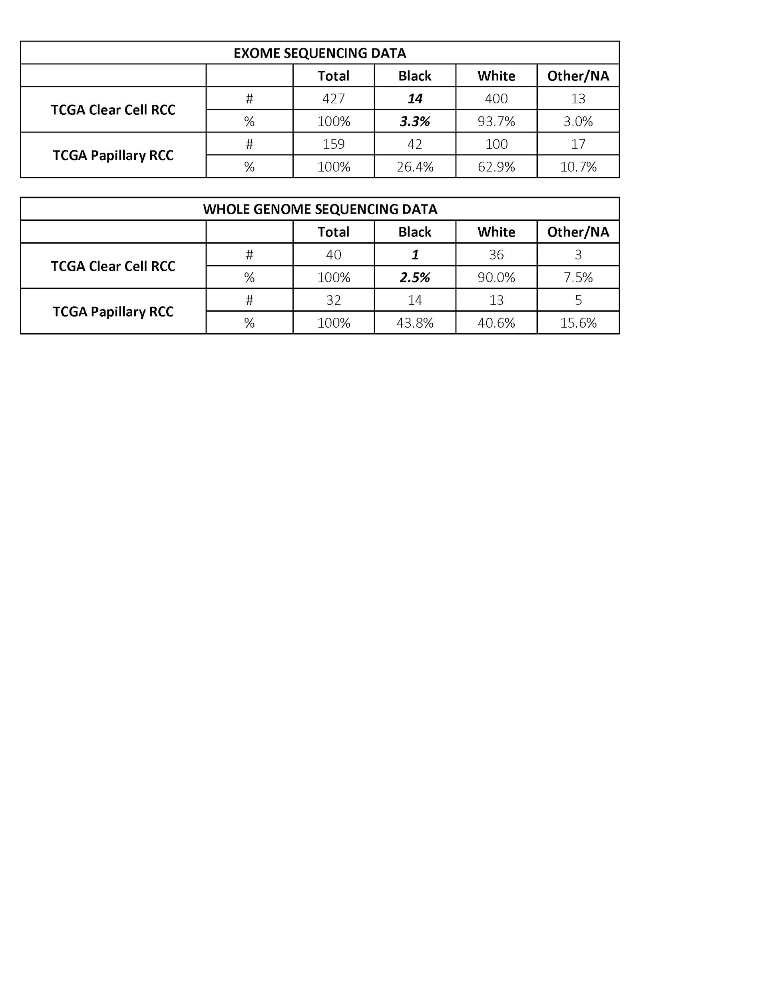 EXOME SEQUENCING DATA
Total Black White Other/NA
TCGA Clear Cell RCC
# 427 14 400 13
% 100% 3.3% 93.7% 3.0%
TCGA Papillary RCC
# 159 42 100 17
% 100% 26.4% 62.9% 10.7%
WHOLE GENOME SEQUENCING DATA
Total Black White Other/NA
TCGA Clear Cell RCC
# 40 1 36 3
% 100% 2.5% 90.0% 7.5%
TCGA Papillary RCC
# 32 14 13 5
% 100% 43.8% 40.6% 15.6%